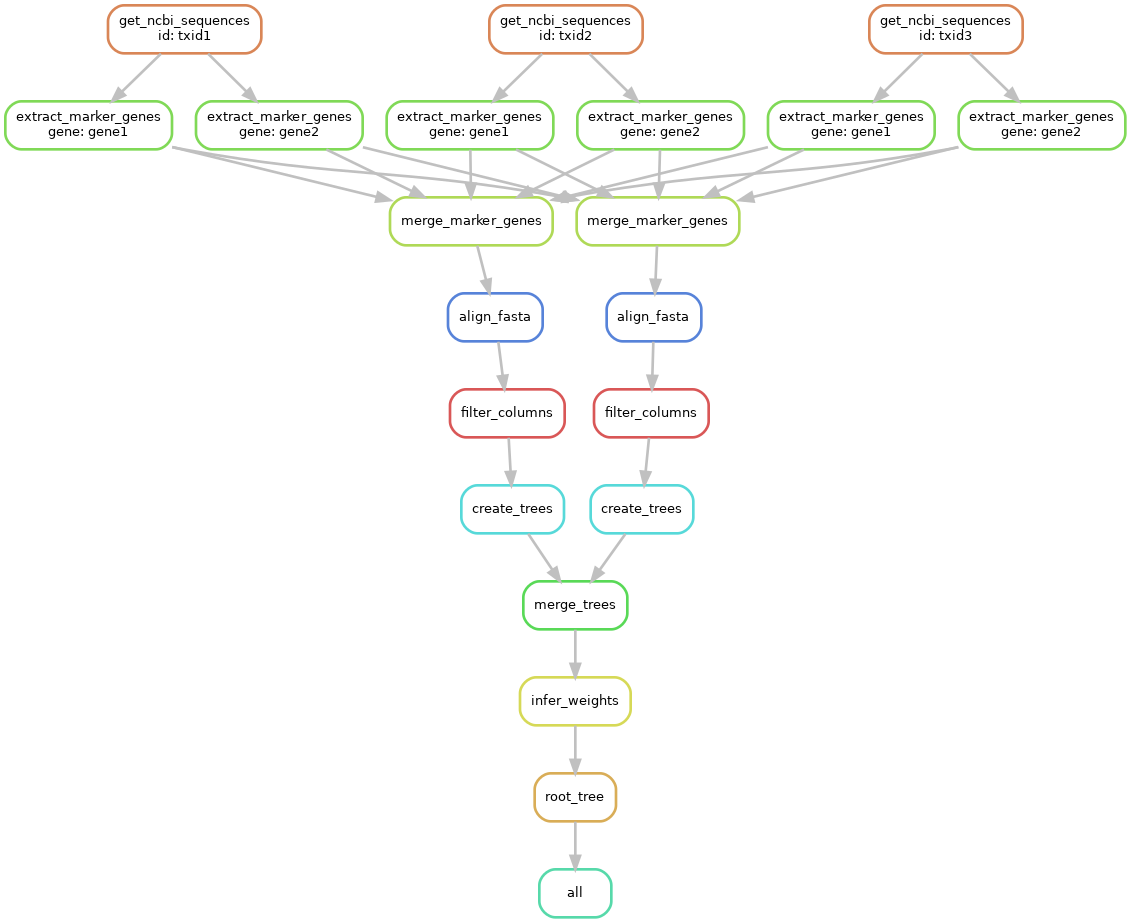 get_ncbi_sequences
id: txid1
get_ncbi_sequences
id: txid2
get_ncbi_sequences
id: txid3
extract_marker_genes
gene: gene1
extract_marker_genes
gene: gene2
extract_marker_genes
gene: gene1
extract_marker_genes
gene: gene2
extract_marker_genes
gene: gene1
extract_marker_genes
gene: gene2
merge_marker_genes
merge_marker_genes
align_fasta
align_fasta
filter_columns
filter_columns
create_trees
create_trees
merge_trees
infer_weights
root_tree
all